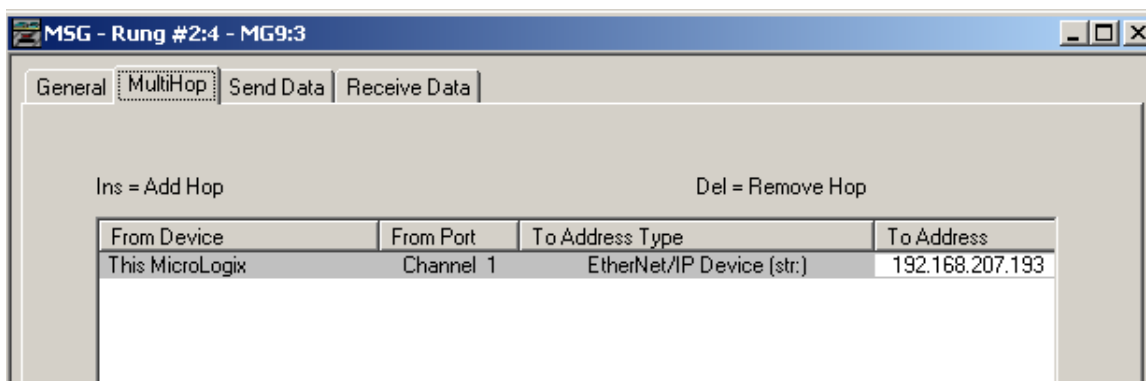 MSG - Rung #2:4 - MG9:3
General MultiHop Send Data Receive Data
Ins = Add Hop Del = Remove Hop
From Device From Port To Address Type To Address
This MicroLogix Channel 1 EtherNet/IP Device (str:) 192.168.207.193